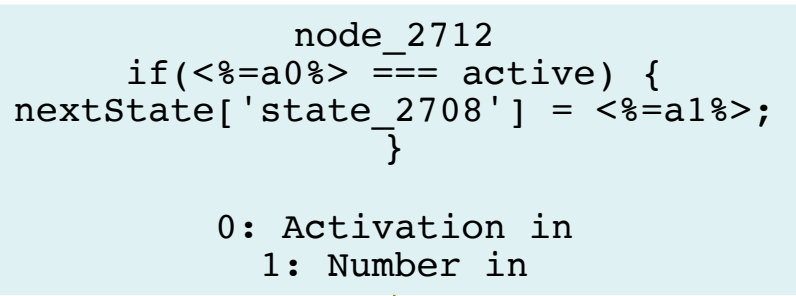 node_2712
if(<%=a0%> === active) {
nextState['state_2708'] = <%=a1%>;
}
0: Activation in
1: Number in